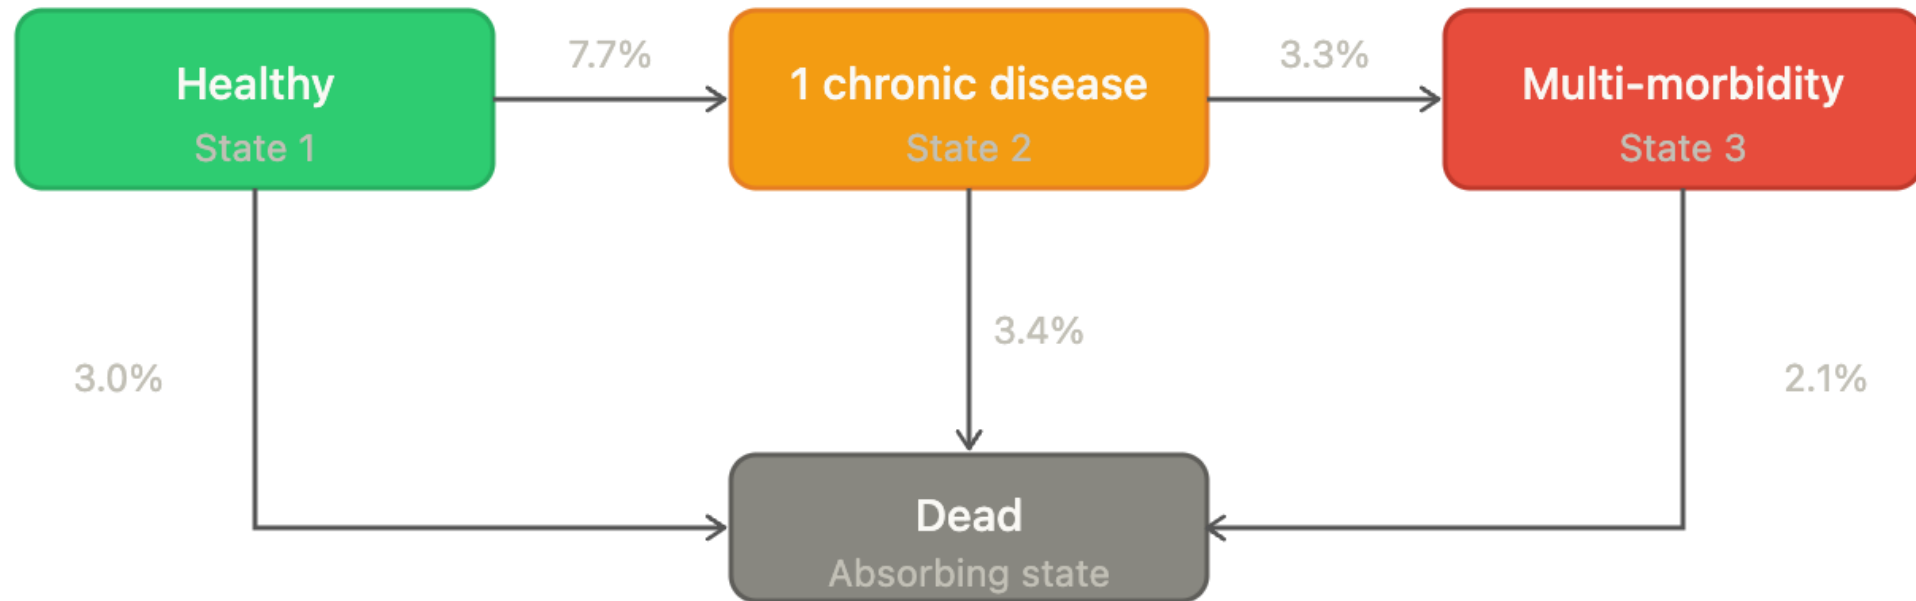 Healthy
State 1
7.7%
1 chronic disease
State 2
3.3%
Multi-morbidity
State 3
3.0%
3.4%
2.1%
Dead
Absorbing state